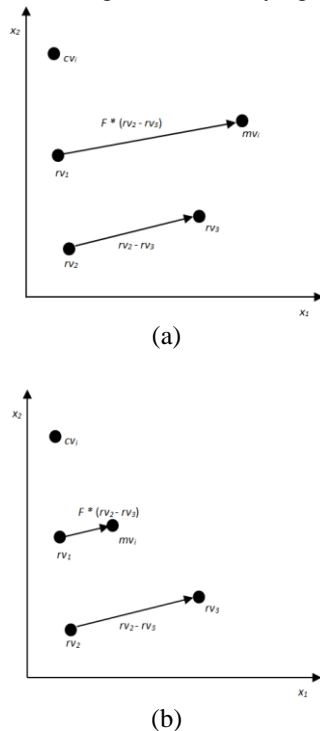 x₂
cvᵢ
F * (rv₂ - rv₃)
mvᵢ
rv₁
rv₃
rv₂
rv₂ - rv₃
x₁
(a)
x₂
cvᵢ
F * (rv₂ - rv₃)
mvᵢ
rv₁
rv₃
rv₂ - rv₃
rv₂
x₁
(b)